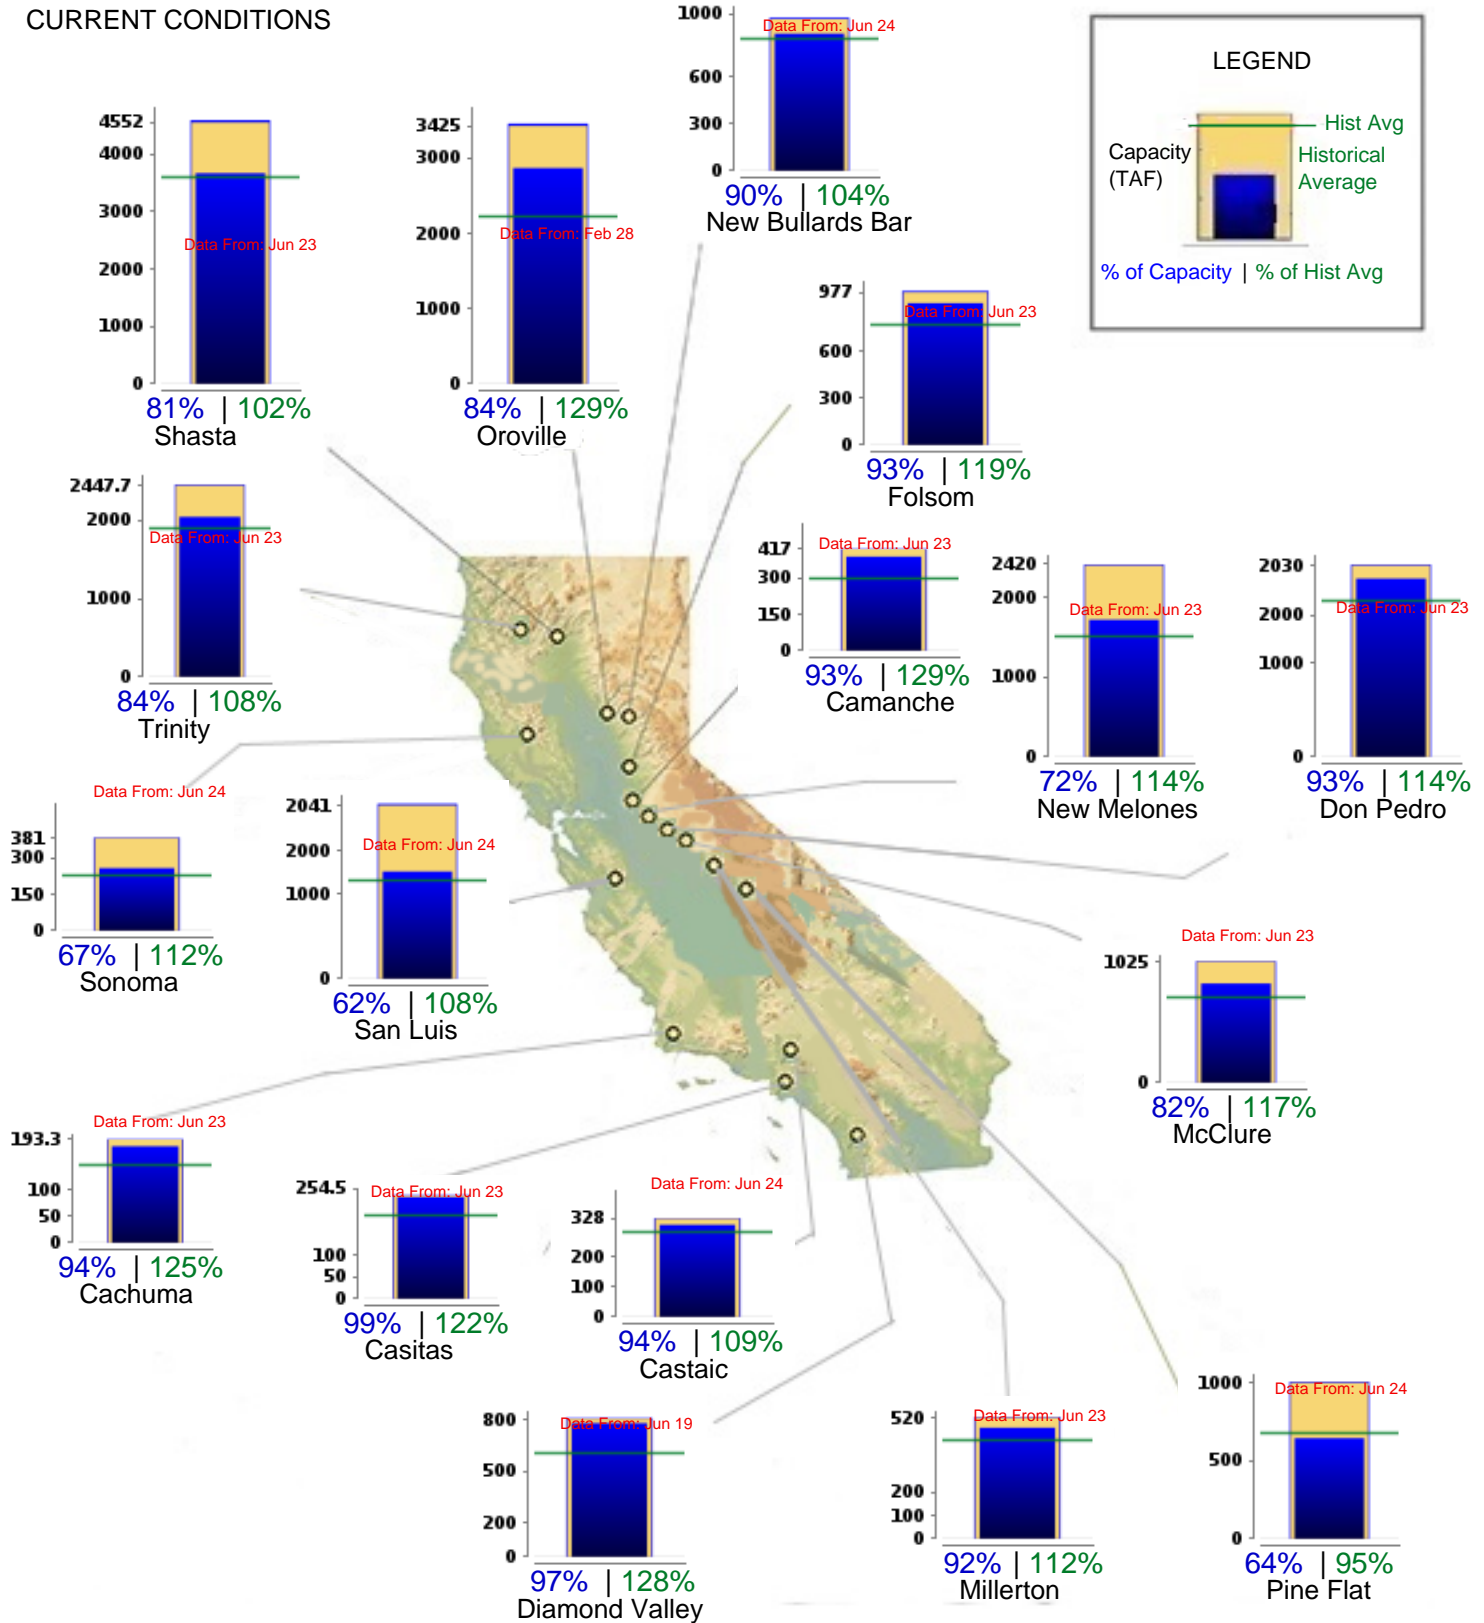 CURRENT CONDITIONS
1000
600
300
0
Data From: Jun 24
90% | 104%
New Bullards Bar
LEGEND
Hist Avg
Capacity
(TAF)
Historical
Average
% of Capacity | % of Hist Avg
4552
4000
3000
2000
1000
0
Data From: Jun 23
81% | 102%
Shasta
3425
3000
2000
1000
0
Data From: Feb 28
84% | 129%
Oroville
977
600
300
0
Data From: Jun 23
93% | 119%
Folsom
2447.7
2000
1000
0
Data From: Jun 23
84% | 108%
Trinity
417
300
150
0
Data From: Jun 23
93% | 129%
Camanche
2420
2000
1000
0
Data From: Jun 23
72% | 114%
New Melones
2030
2000
1000
0
Data From: Jun 23
93% | 114%
Don Pedro
Data From: Jun 24
381
300
150
0
67% | 112%
Sonoma
2041
2000
1000
0
Data From: Jun 24
62% | 108%
San Luis
Data From: Jun 23
1025
0
82% | 117%
McClure
Data From: Jun 23
193.3
100
50
0
94% | 125%
Cachuma
254.5
100
50
0
Data From: Jun 23
99% | 122%
Casitas
Data From: Jun 24
328
200
100
0
94% | 109%
Castaic
800
500
200
0
Data From: Jun 19
97% | 128%
Diamond Valley
520
200
100
0
Data From: Jun 23
92% | 112%
Millerton
1000
500
0
Data From: Jun 24
64% | 95%
Pine Flat